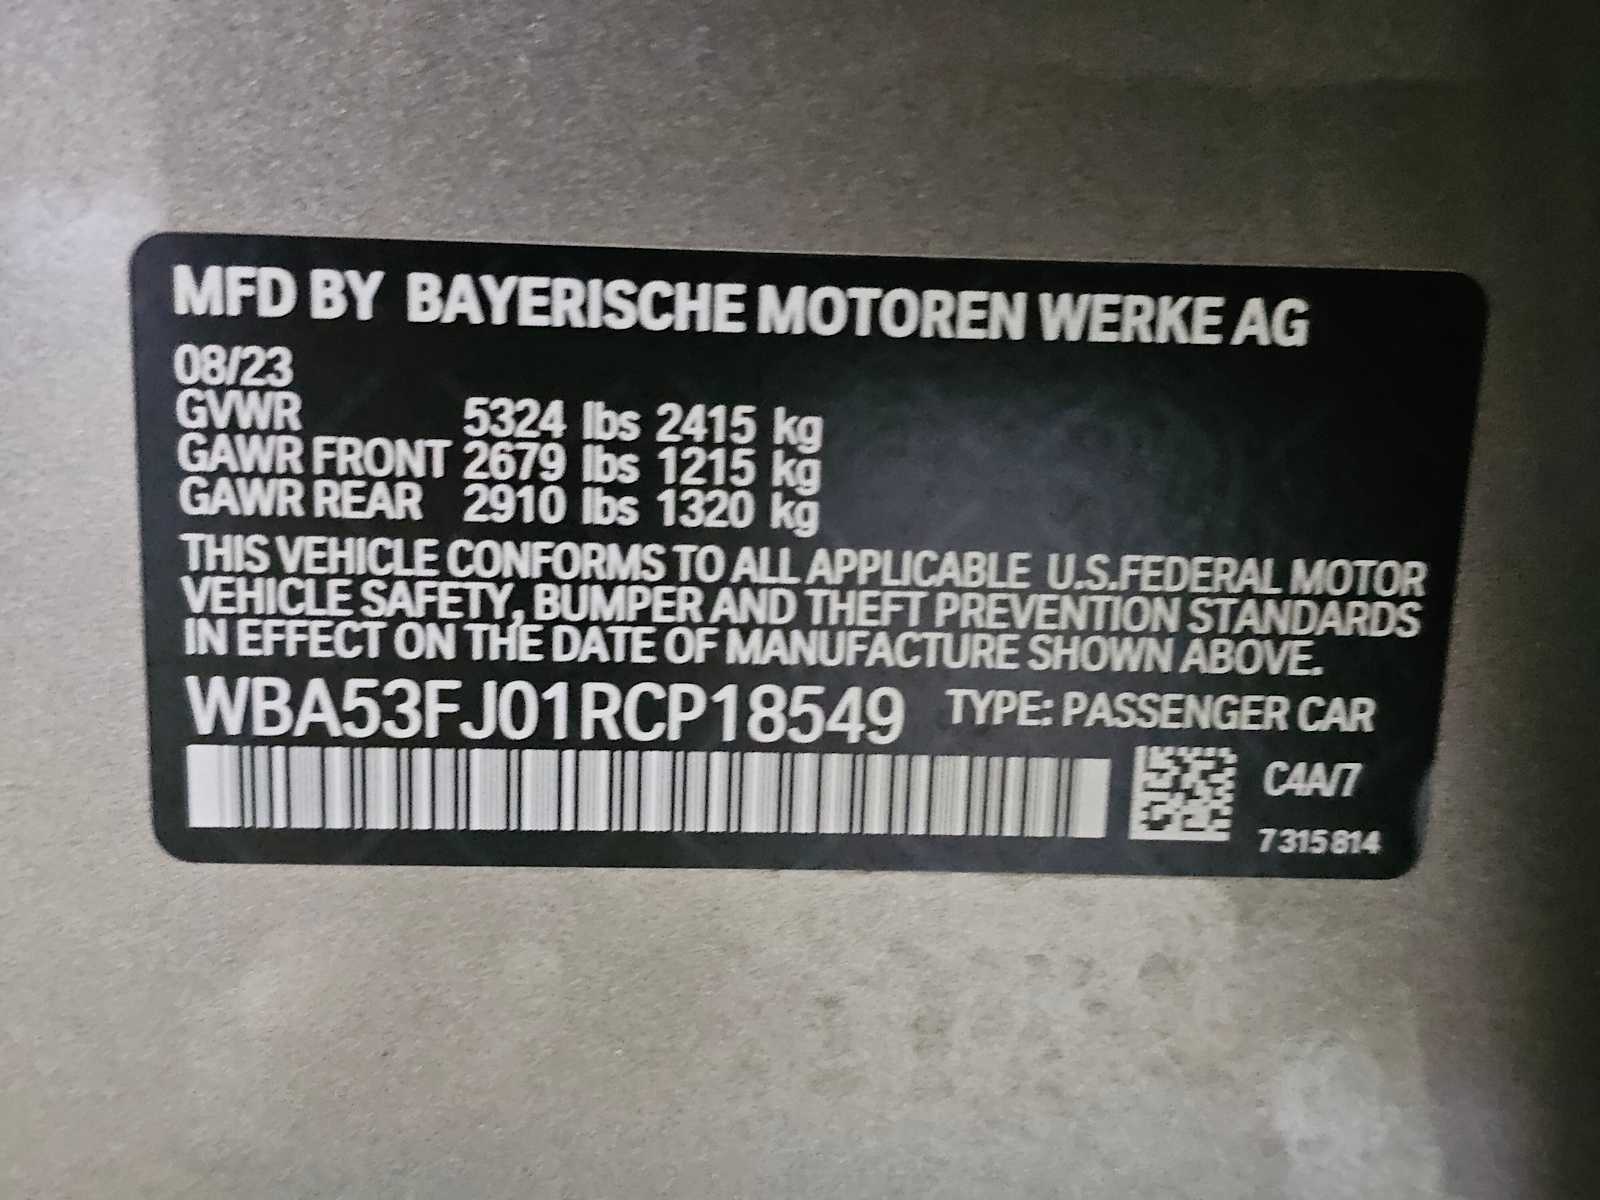 MFD BY BAYERISCHE MOTOREN WERKE AG
08/23
GVWR 5324 lbs 2415 kg
GAWR FRONT 2679 lbs 1215 kg
GAWR REAR 2910 lbs 1320 kg
THIS VEHICLE CONFORMS TO ALL APPLICABLE U.S.FEDERAL MOTOR
VEHICLE SAFETY, BUMPER AND THEFT PREVENTION STANDARDS
IN EFFECT ON THE DATE OF MANUFACTURE SHOWN ABOVE.
WBA53FJ01RCP18549 TYPE: PASSENGER CAR
C4A/7
7 315 814